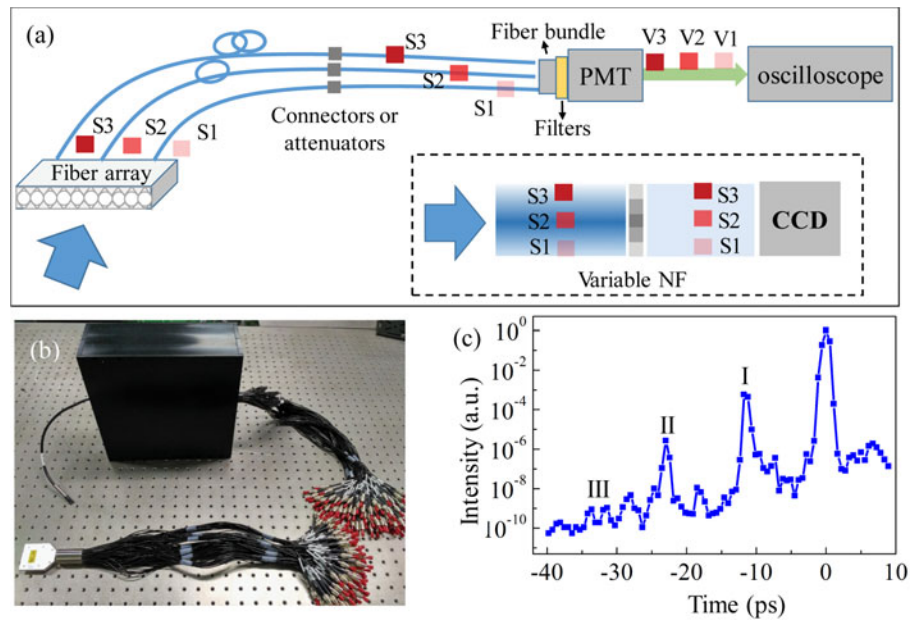 (a)
S3
S2
S1
Fiber array
Connectors or
attenuators
S3
S2
S1
Fiber bundle
PMT
Filters
V3 V2 V1
oscilloscope
S3
S2
S1
S3
S2
S1
CCD
Variable NF
(b)
(c)
Intensity (a.u.)
10⁰
10⁻²
10⁻⁴
10⁻⁶
10⁻⁸
10⁻¹⁰
I
II
III
-40 -30 -20 -10 0 10
Time (ps)